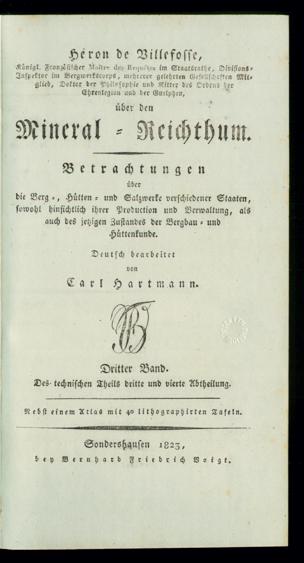 Héron de Villefosse,
Königl. Französischer Maitre des Requêtes im Staatsrathe, Divisions-
Inspektor im Bergwerkscorps, mehrerer gelehrten Gesellschaften Mit-
glied, Doktor der Philosophie und Ritter des Ordens der
Ehrenlegion und der Guelphen,
über den
Mineral-Reichthum.
Betrachtungen
über
die Berg-, Hütten- und Salzwerke verschiedener Staaten,
sowohl hinsichtlich ihrer Production und Verwaltung, als
auch des jetzigen Zustandes der Bergbau- und
Hüttenkunde.
Deutsch bearbeitet
von
Carl Hartmann.
Dritter Band.
Des technischen Theils dritte und vierte Abtheilung.
Nebst einem Atlas mit 40 lithographirten Tafeln.
Sondershausen 1823,
bey Bernhard Friedrich Voigt.